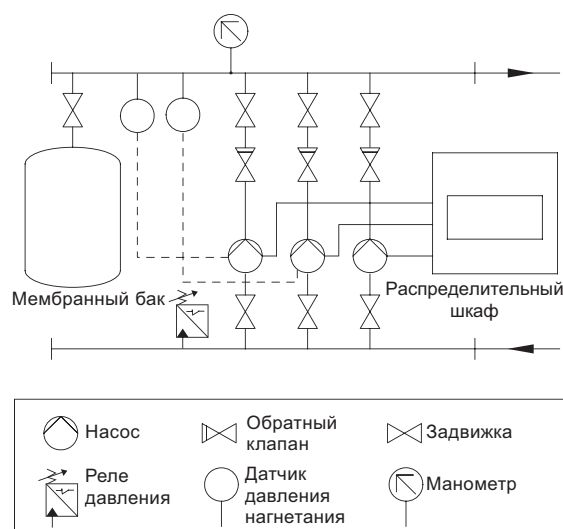 Мембранный бак
Распределительный
шкаф
Насос
Обратный
клапан
Задвижка
Реле
давления
Датчик
давления
нагнетания
Манометр